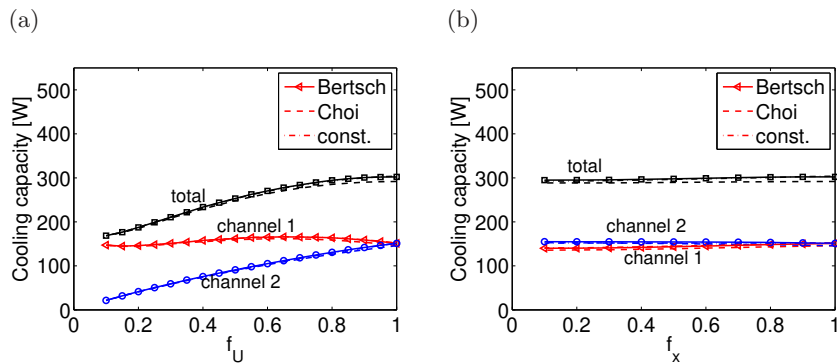 (a)
Cooling capacity [W]
500
400
300
200
100
0
0
0.2
0.4
0.6
0.8
1
f_U
Bertsch
Choi
const.
total
channel 1
channel 2
(b)
Cooling capacity [W]
500
400
300
200
100
0
0
0.2
0.4
0.6
0.8
1
f_x
Bertsch
Choi
const.
total
channel 2
channel 1